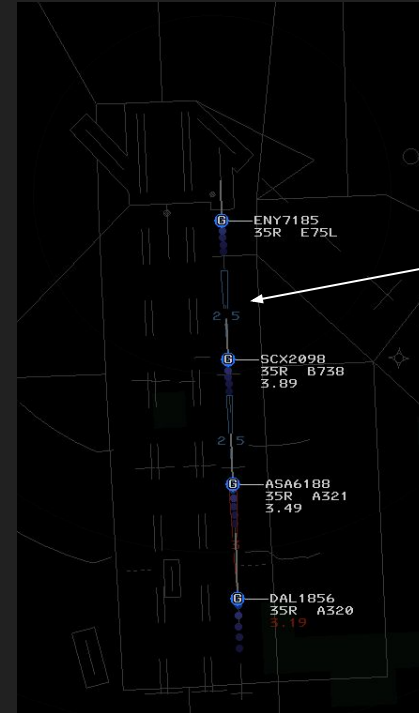 G
ENY7185
35R E75L
2 5
G
SCX2098
35R B738
3.89
2 5
G
ASA6188
35R A321
3.49
G
DAL1856
35R A320
3.19